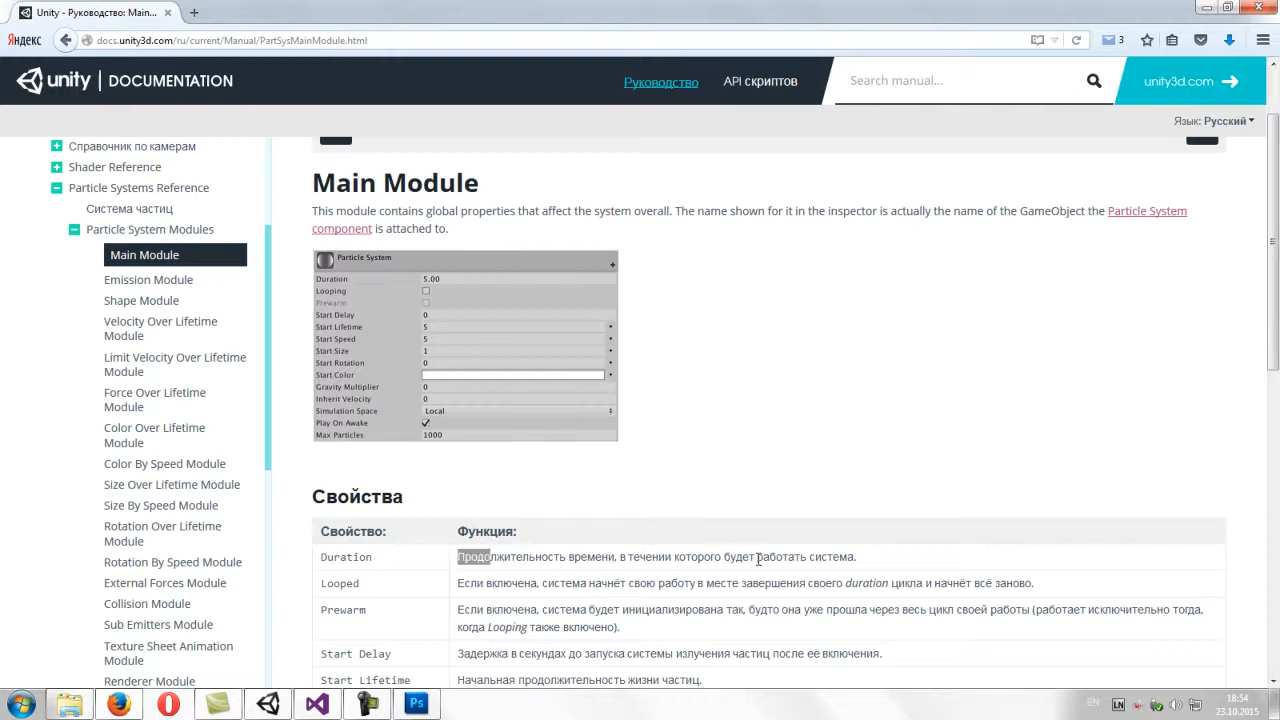 Unity - Руководство: Main...
Яндекс
docs.unity3d.com/ru/current/Manual/PartSysMainModule.html
3
unity | DOCUMENTATION
Руководство
API скриптов
Search manual...
unity3d.com
Язык: Русский
Справочник по камерам
Shader Reference
Particle Systems Reference
Система частиц
Particle System Modules
Main Module
Emission Module
Shape Module
Velocity Over Lifetime
Module
Limit Velocity Over Lifetime
Module
Force Over Lifetime
Module
Color Over Lifetime
Module
Color By Speed Module
Size Over Lifetime Module
Size By Speed Module
Rotation Over Lifetime
Module
Rotation By Speed Module
External Forces Module
Collision Module
Sub Emitters Module
Texture Sheet Animation
Module
Renderer Module
Main Module
This module contains global properties that affect the system overall. The name shown for it in the inspector is actually the name of the GameObject the Particle System
component is attached to.
Particle System
Duration 5.00
Looping
Prewarm
Start Delay 0
Start Lifetime 5
Start Speed 5
Start Size 1
Start Rotation 0
Start Color
Gravity Multiplier 0
Inherit Velocity 0
Simulation Space Local
Play On Awake
Max Particles 1000
Свойства
Свойство: Функция:
Duration Продолжительность времени, в течении которого будет работать система.
Looped Если включена, система начнёт свою работу в месте завершения своего duration цикла и начнёт всё заново.
Prewarm Если включена, система будет инициализирована так, будто она уже прошла через весь цикл своей работы (работает исключительно тогда,
когда Looping также включено).
Start Delay Задержка в секундах до запуска системы излучения частиц после её включения.
Start Lifetime Начальная продолжительность жизни частиц.
EN
LN
18:54
23.10.2015